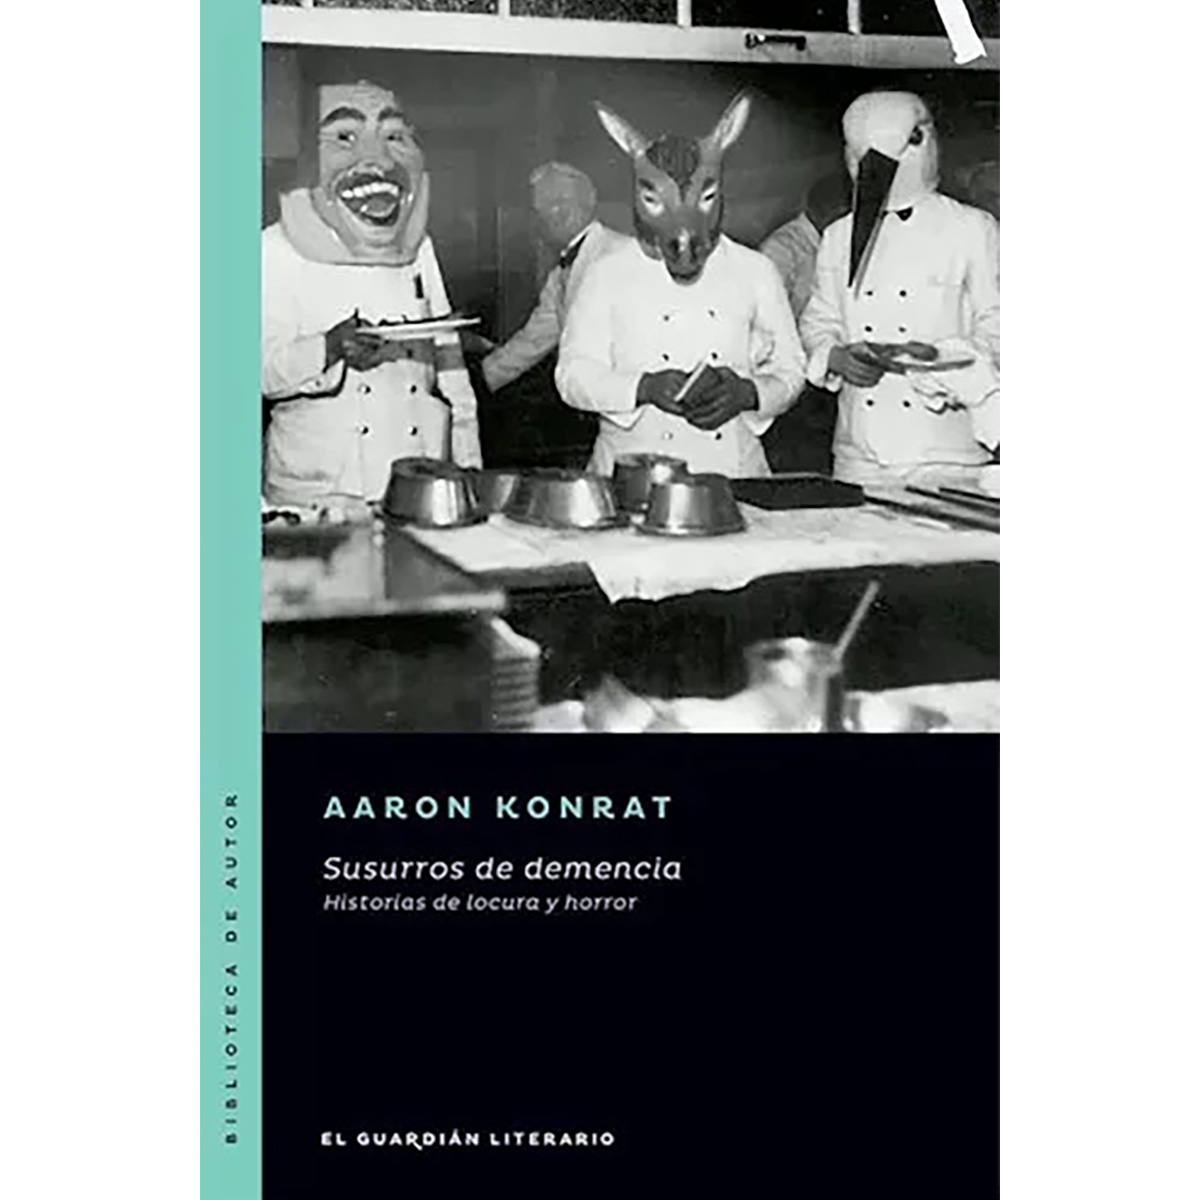 AARON KONRAT
Susurros de demencia
Historias de locura y horror
EL GUARDIÁN LITERARIO
BIBLIOTECA DE AUTOR